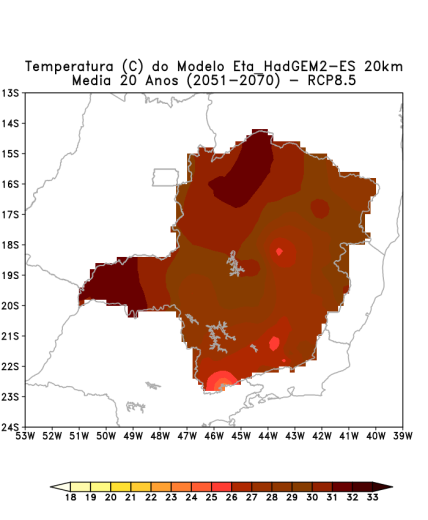 Temperatura (C) do Modelo Eta_HadGEM2-ES 20km
Media 20 Anos (2051-2070) - RCP8.5
13S
14S
15S
16S
17S
18S
19S
20S
21S
22S
23S
24S
53W 52W 51W 50W 49W 48W 47W 46W 45W 44W 43W 42W 41W 40W 39W
18 19 20 21 22 23 24 25 26 27 28 29 30 31 32 33